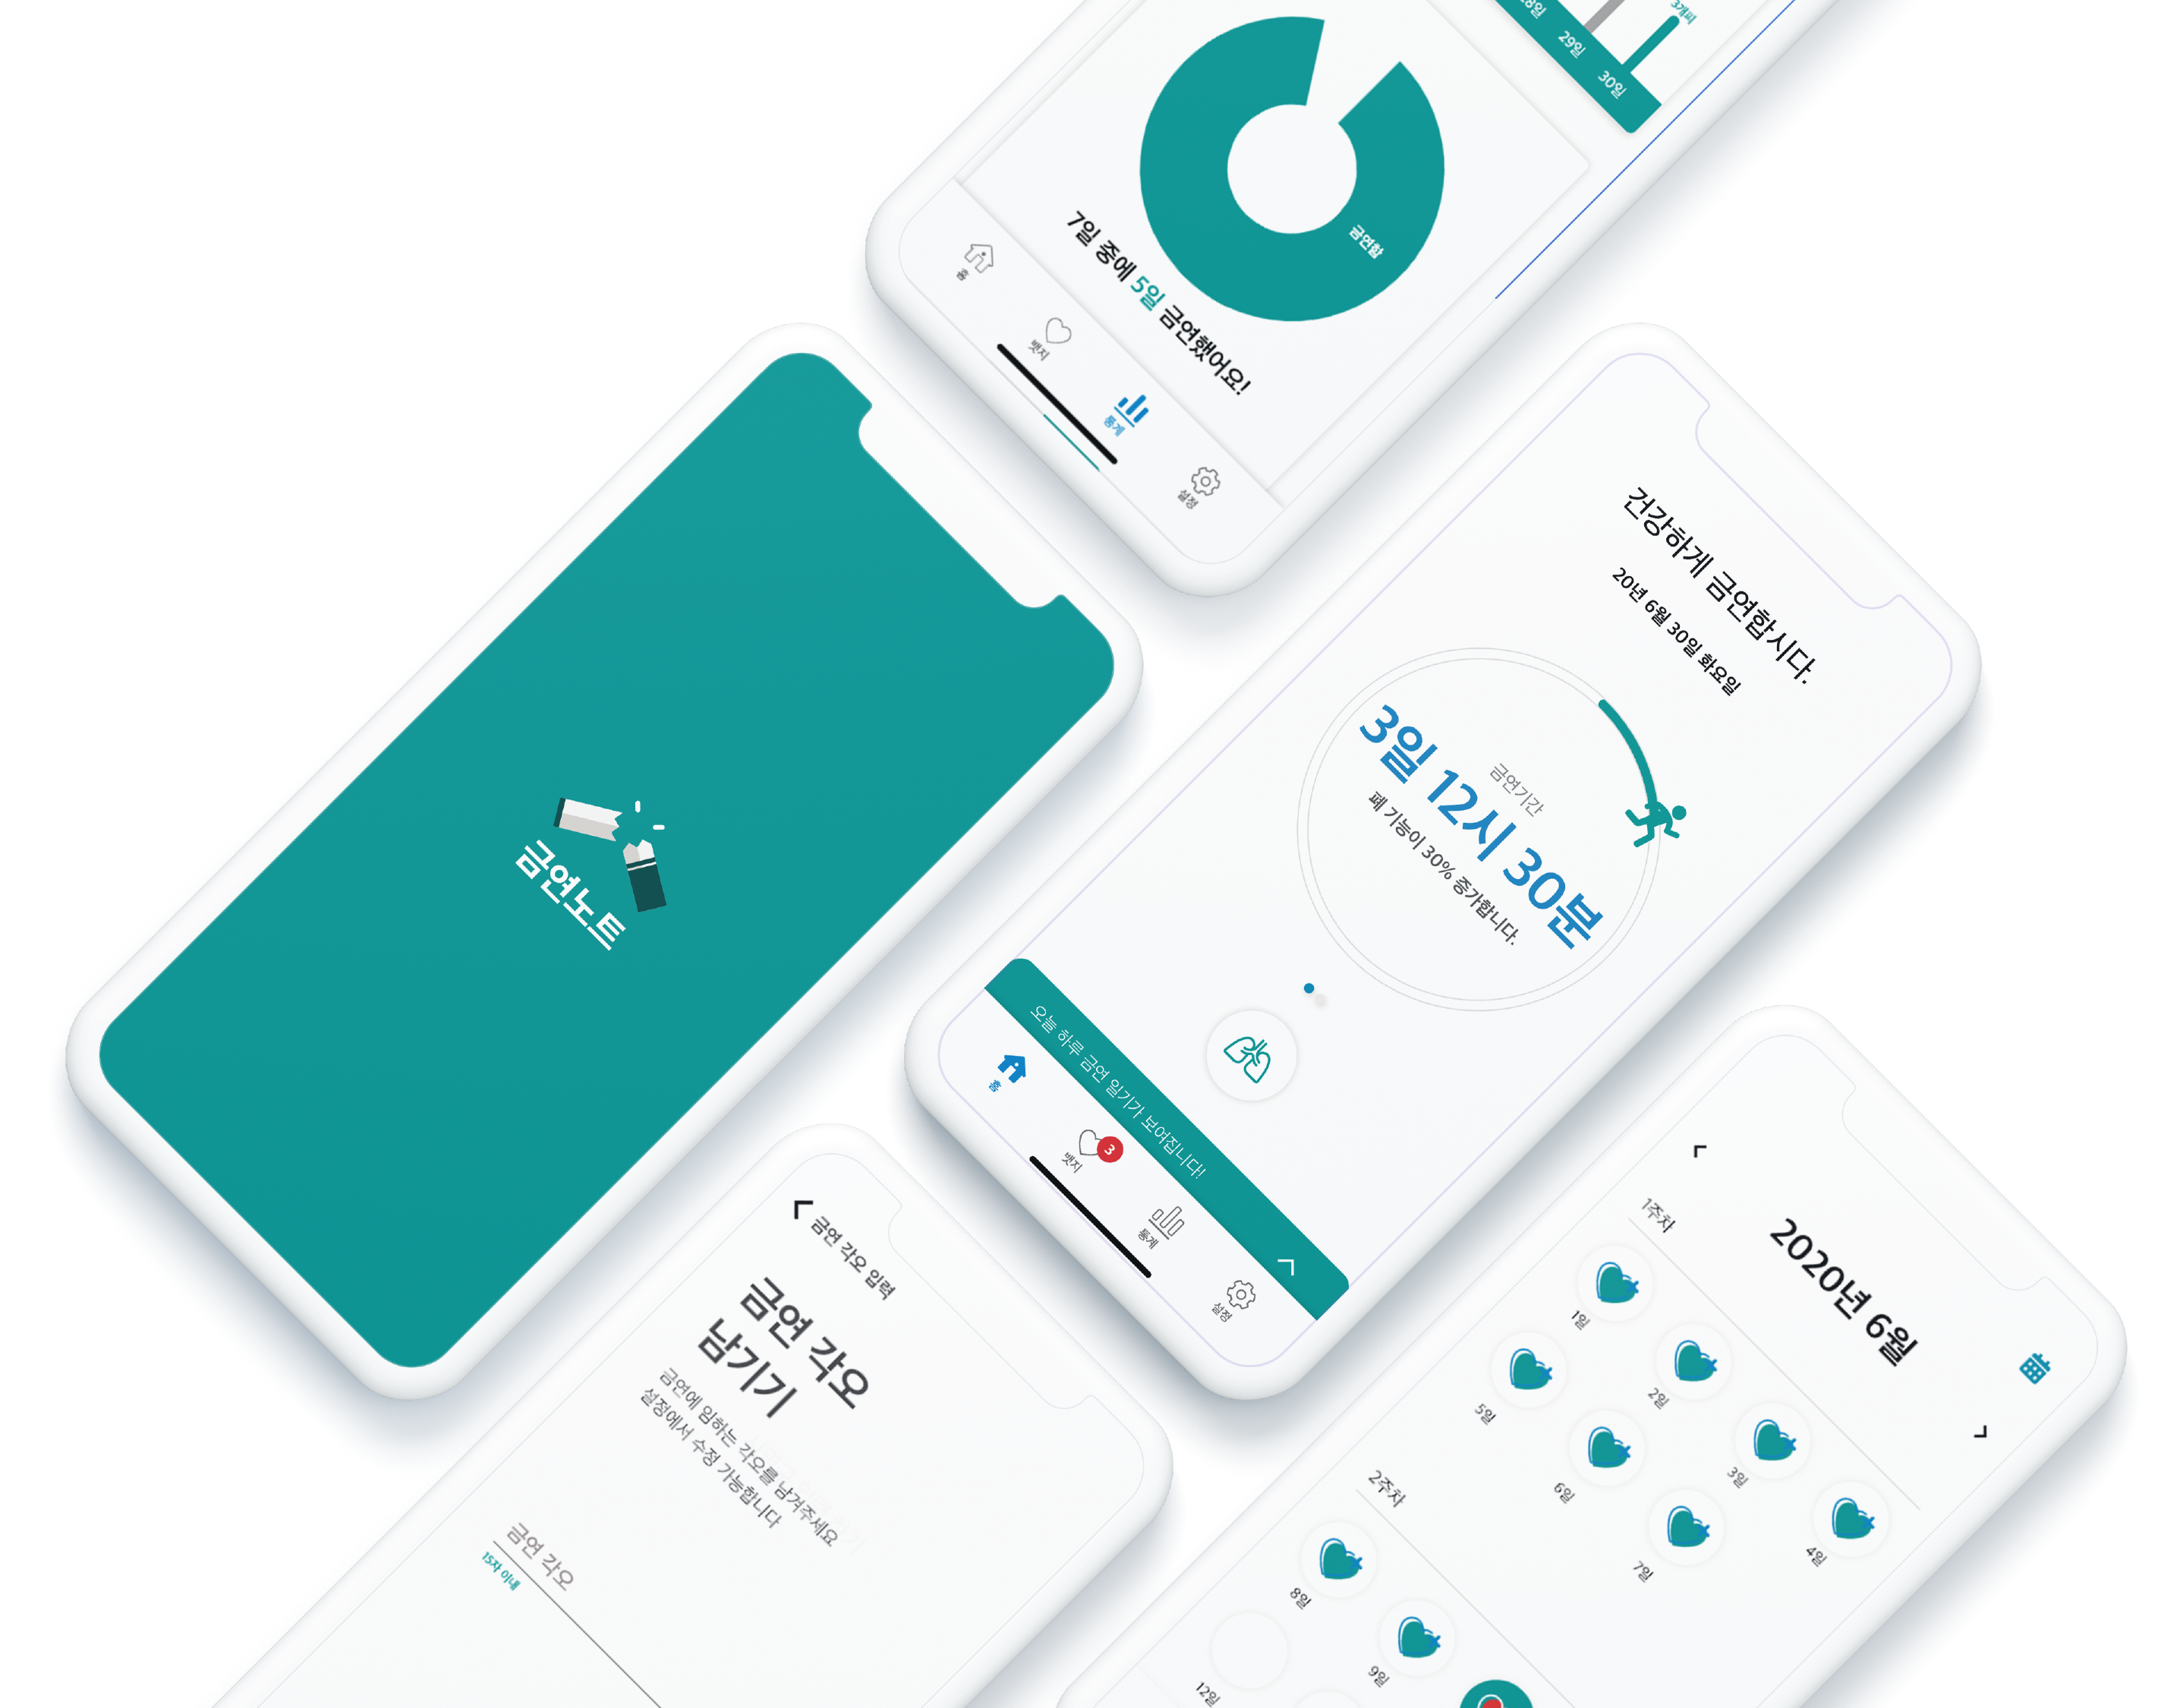 28일
29일
30일
3개피
금연함
7일 중에 5일 금연했어요!
홈
뱃지
통계
설정
금연노트
건강하게 금연합시다.
20년 6월 30일 화요일
금연기간
3일 12시 30분
폐 기능이 30% 증가합니다.
오늘 하루 금연 일기가 보여집니다!
홈
뱃지
3
통계
설정
금연 각오 입력
금연 각오
남기기
금연에 임하는 각오를 남겨주세요
설정에서 수정 가능합니다
금연 각오
15자 이내
2020년 6월
1주차
1일
2일
3일
4일
5일
6일
7일
2주차
8일
9일
12일